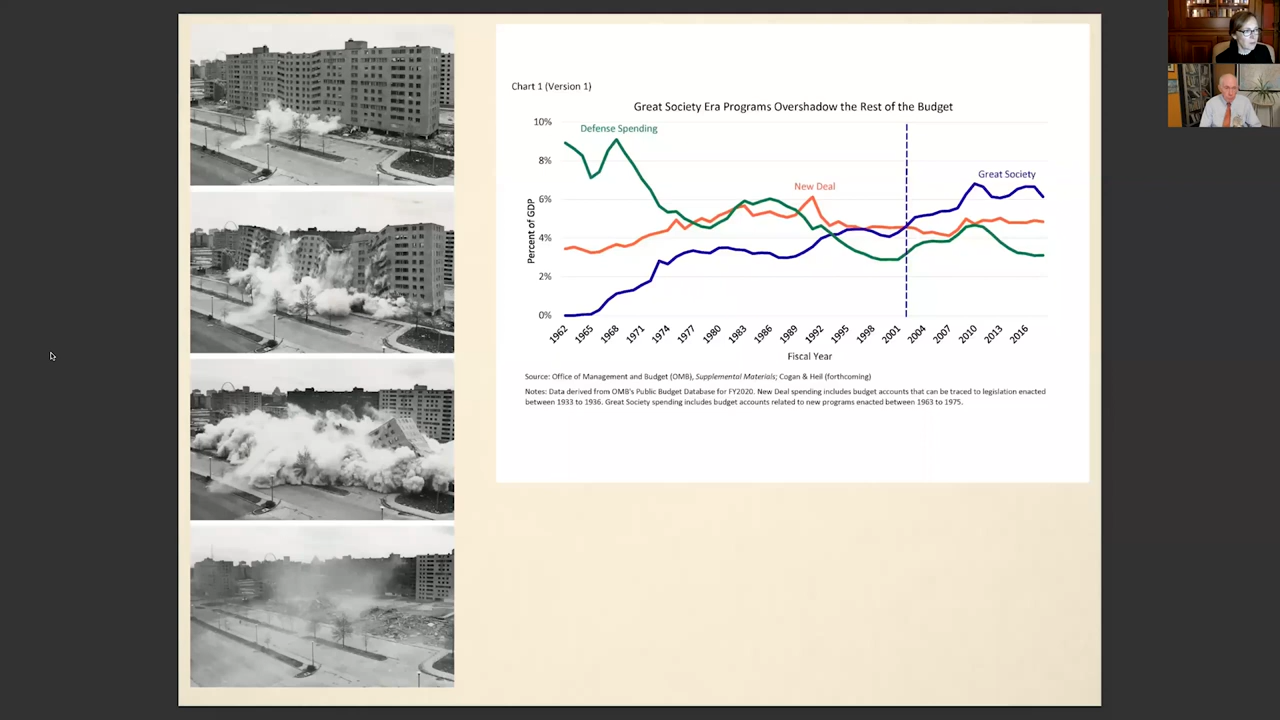 Chart 1 (Version 1)
Great Society Era Programs Overshadow the Rest of the Budget
10%
8%
6%
4%
2%
0%
Percent of GDP
Defense Spending
New Deal
Great Society
1962
1965
1968
1971
1974
1977
1980
1983
1986
1989
1992
1995
1998
2001
2004
2007
2010
2013
2016
Fiscal Year
Source: Office of Management and Budget (OMB), Supplemental Materials; Cogan & Heil (forthcoming)
Notes: Data derived from OMB's Public Budget Database for FY2020. New Deal spending includes budget accounts that can be traced to legislation enacted
between 1933 to 1936. Great Society spending includes budget accounts related to new programs enacted between 1963 to 1975.